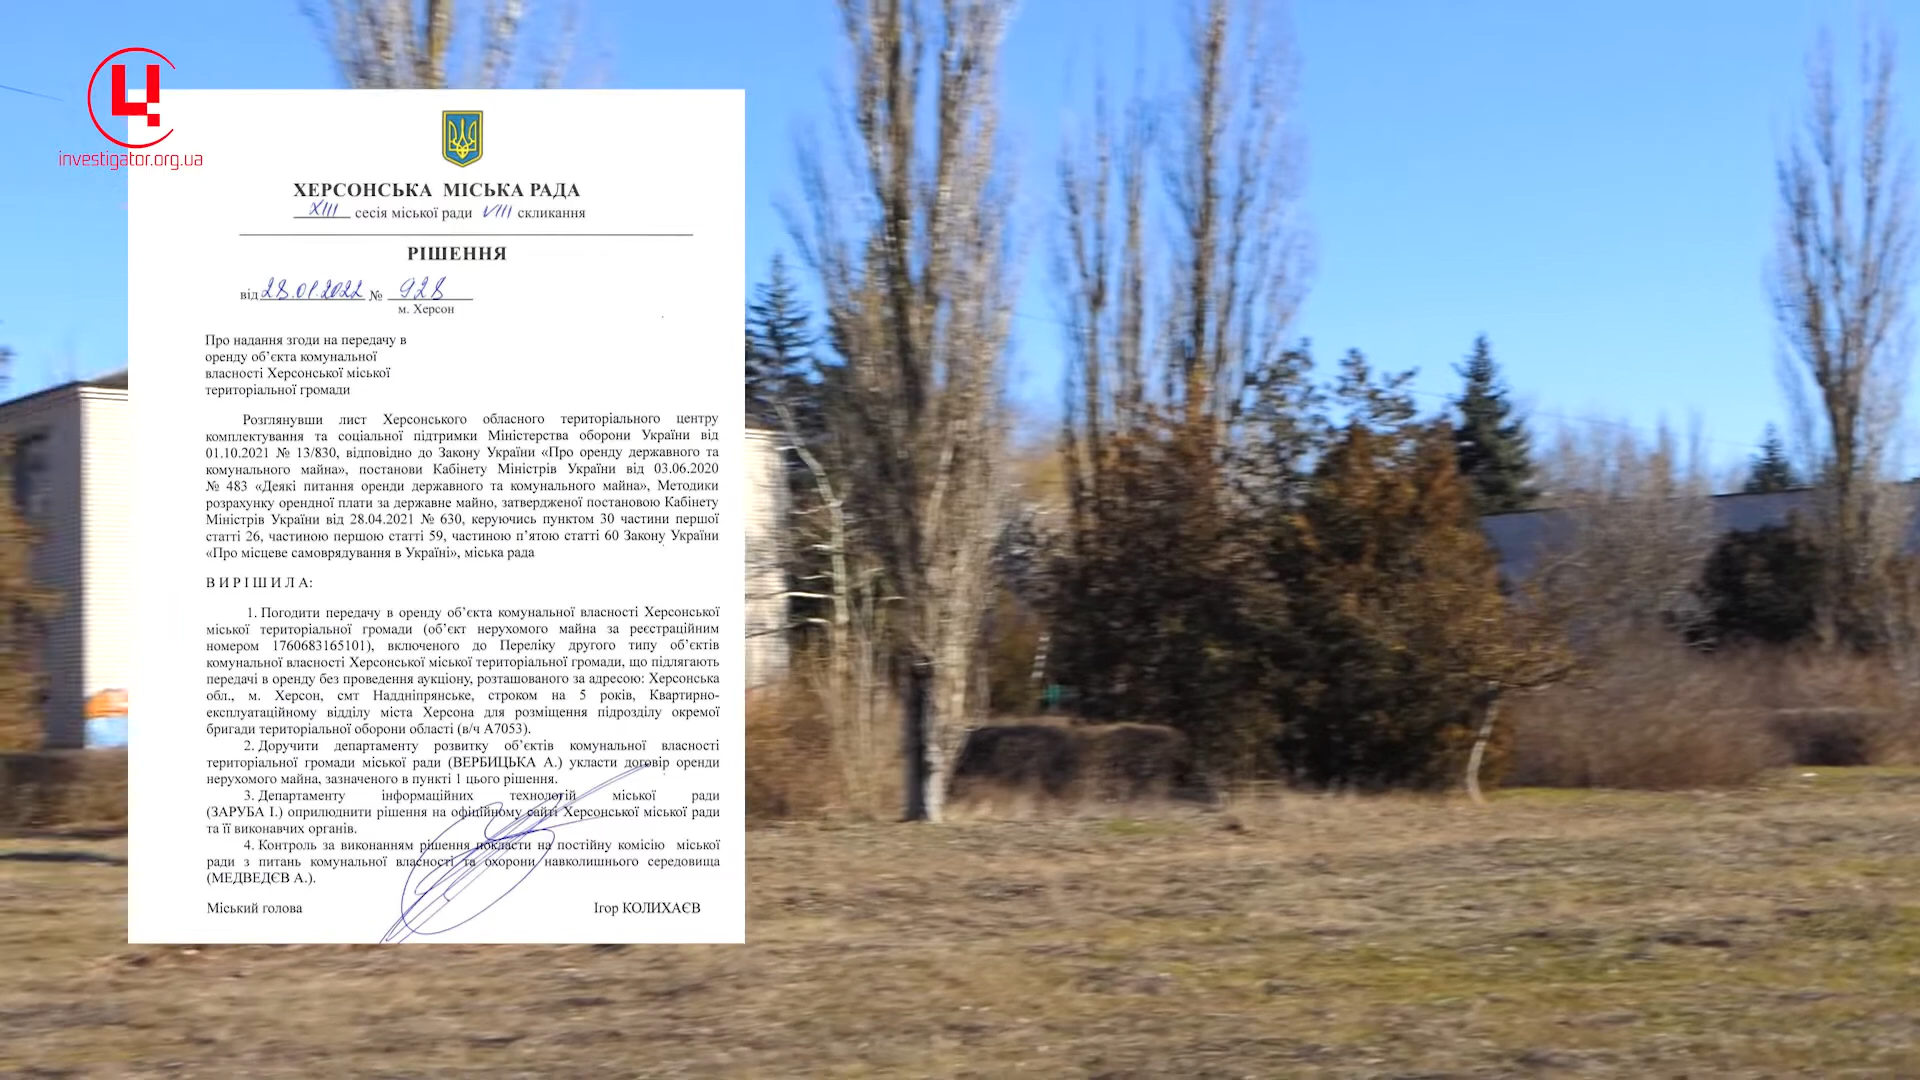 Ц
investigator.org.ua
ХЕРСОНСЬКА МІСЬКА РАДА
XIII сесія міської ради VIII скликання
РІШЕННЯ
від 28.01.2022 № 928
м. Херсон
Про надання згоди на передачу в
оренду об’єкта комунальної
власності Херсонської міської
територіальної громади
Розглянувши лист Херсонського обласного територіального центру
комплектування та соціальної підтримки Міністерства оборони України від
01.10.2021 № 13/830, відповідно до Закону України «Про оренду державного та
комунального майна», постанови Кабінету Міністрів України від 03.06.2020
№ 483 «Деякі питання оренди державного та комунального майна», Методики
розрахунку орендної плати за державне майно, затвердженої постановою Кабінету
Міністрів України від 28.04.2021 № 630, керуючись пунктом 30 частини першої
статті 26, частиною першою статті 59, частиною п’ятою статті 60 Закону України
«Про місцеве самоврядування в Україні», міська рада
В И Р І Ш И Л А:
1. Погодити передачу в оренду об’єкта комунальної власності Херсонської
міської територіальної громади (об’єкт нерухомого майна за реєстраційним
номером 1760683165101), включеного до Переліку другого типу об’єктів
комунальної власності Херсонської міської територіальної громади, що підлягають
передачі в оренду без проведення аукціону, розташованого за адресою: Херсонська
обл., м. Херсон, смт Наддніпрянське, строком на 5 років, Квартирно-
експлуатаційному відділу міста Херсона для розміщення підрозділу окремої
бригади територіальної оборони області (в/ч А7053).
2. Доручити департаменту розвитку об’єктів комунальної власності
територіальної громади міської ради (ВЕРБИЦЬКА А.) укласти договір оренди
нерухомого майна, зазначеного в пункті 1 цього рішення.
3. Департаменту інформаційних технологій міської ради
(ЗАРУБА І.) оприлюднити рішення на офіційному сайті Херсонської міської ради
та її виконавчих органів.
4. Контроль за виконанням рішення покласти на постійну комісію міської
ради з питань комунальної власності та охорони навколишнього середовища
(МЕДВЕДЄВ А.).
Міський голова Ігор КОЛИХАЄВ